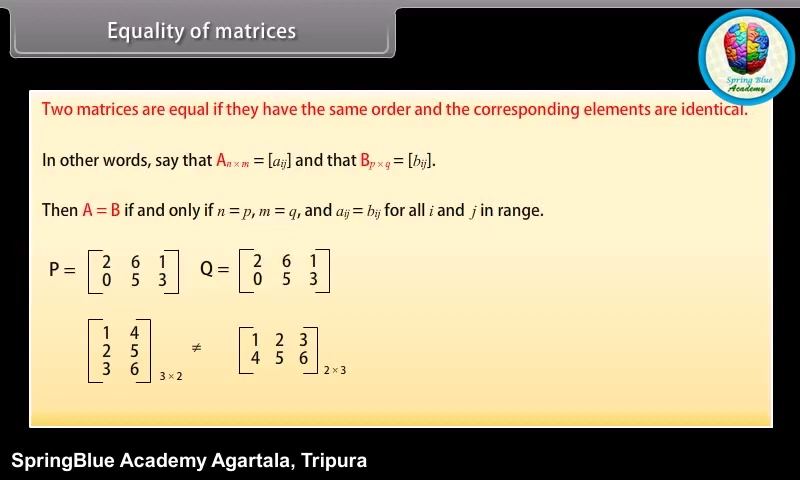 Equality of matrices
Spring Blue
Academy
Two matrices are equal if they have the same order and the corresponding elements are identical.
In other words, say that Aₙ ₓ ₘ = [aᵢⱼ] and that B_p × q = [bᵢⱼ].
Then A = B if and only if n = p, m = q, and aᵢⱼ = bᵢⱼ for all i and j in range.
P = [2 6 1 Q = [2 6 1
0 5 3] 0 5 3]
[1 4
2 5 ≠ [1 2 3
3 6] 3 × 2 4 5 6] 2 × 3
SpringBlue Academy Agartala, Tripura